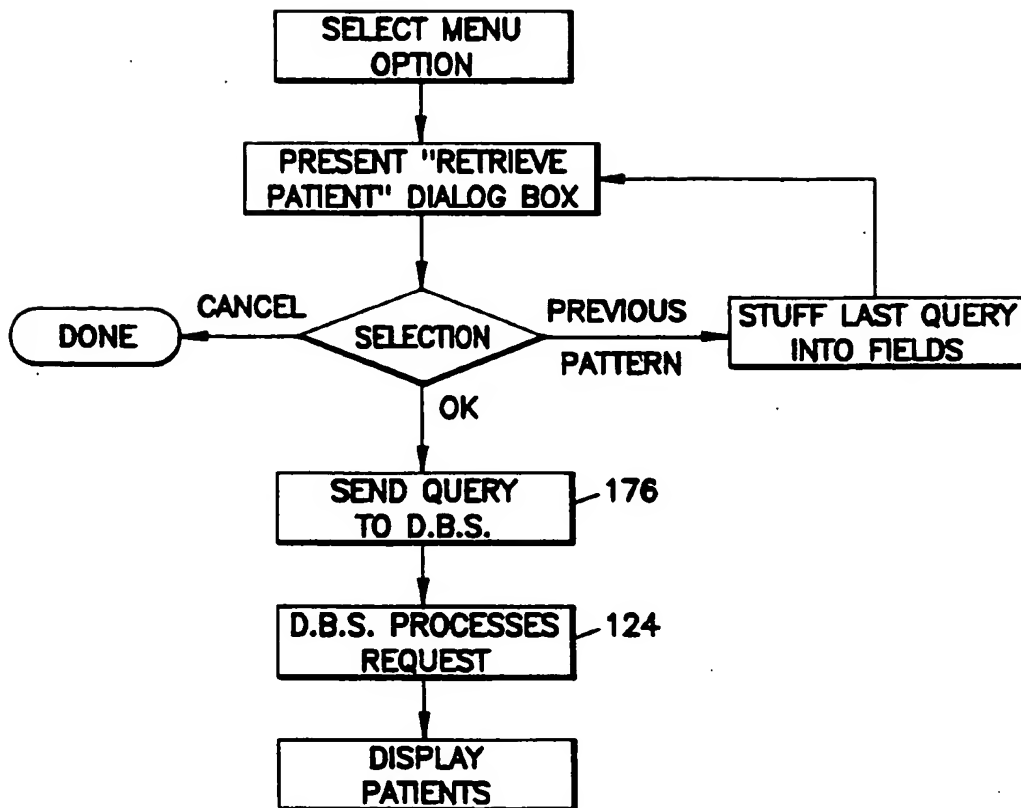 SELECT MENU
OPTION
PRESENT "RETRIEVE
PATIENT" DIALOG BOX
CANCEL
DONE
SELECTION
PREVIOUS
PATTERN
STUFF LAST QUERY
INTO FIELDS
OK
SEND QUERY
TO D.B.S.
176
D.B.S. PROCESSES
REQUEST
124
DISPLAY
PATIENTS